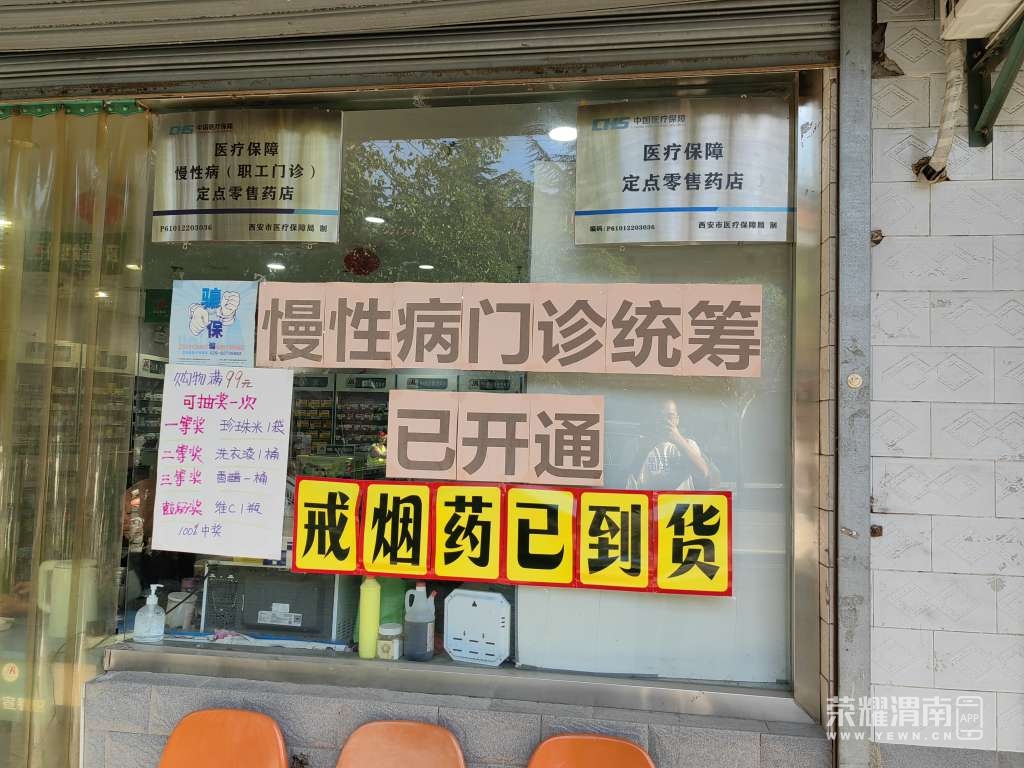 CHS 中国医疗保障
医疗保障
慢性病（职工门诊）
定点零售药店
P61012203036 西安市医疗保障局 制
CHS 中国医疗保障
医疗保障
定点零售药店
编码：P61012203036 西安市医疗保障局 制
骗
保
慢性病门诊统筹
已开通
购物满99元
可抽奖一次
一等奖 珍珠米1袋
二等奖 洗衣液1桶
三等奖 香醋一桶
鼓励奖 维C1瓶
100%中奖
戒烟药已到货
荣耀渭南 APP
WWW.YEWN.CN